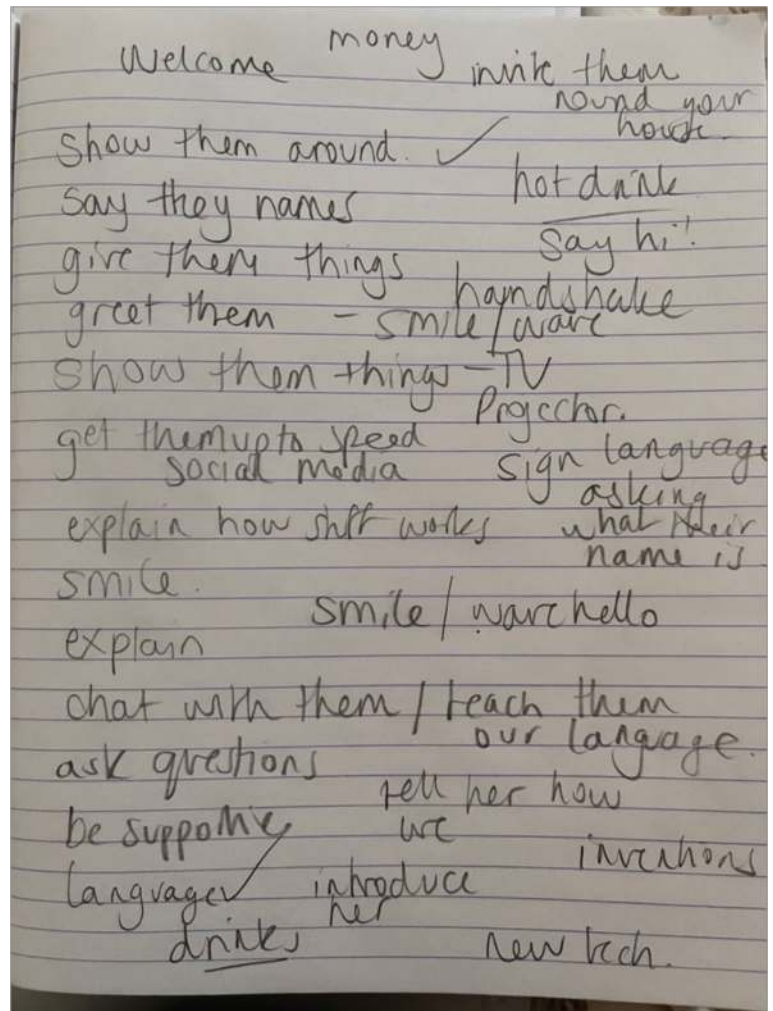 money
Welcome invite them
round your
house.
show them around. ✓
hot drink
say they names
say hi!
give them things
handshake
greet them - smile/wave
show them things - TV
Projector.
get them up to speed
social media sign language
asking
explain how stuff works what their
name is
smile.
smile/wave hello
explain
chat with them / teach them
our language.
ask questions
tell her how
be supportive we
inventions
language ✓ introduce
her
drinks new tech.